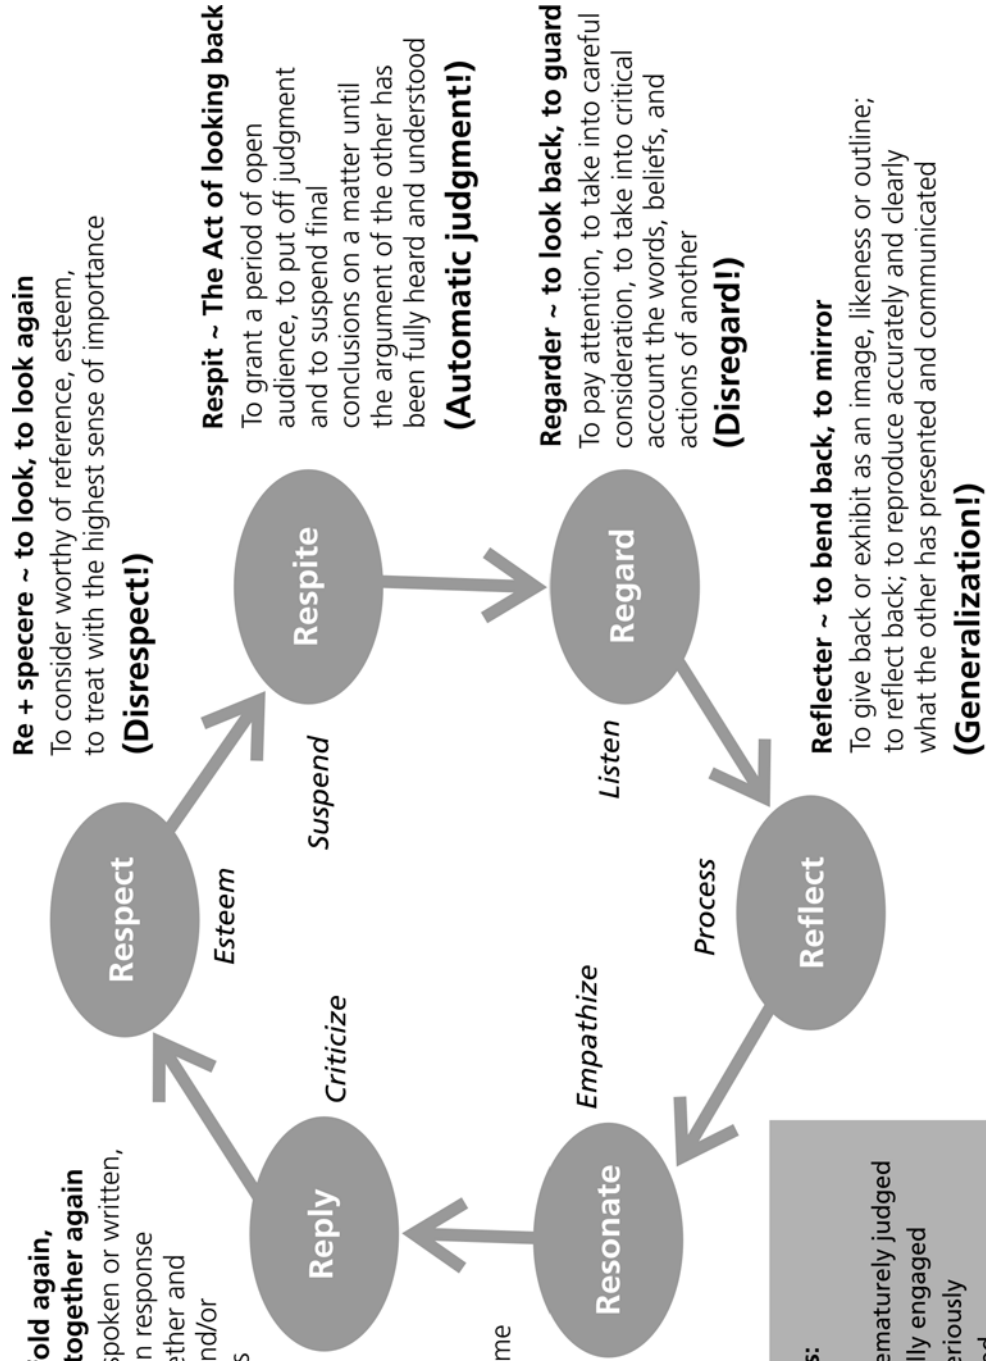 Re + specere ~ to look, to look again
To consider worthy of reference, esteem,
to treat with the highest sense of importance
(Disrespect!)
Respit ~ The Act of looking back
To grant a period of open
audience, to put off judgment
and to suspend final
conclusions on a matter until
the argument of the other has
been fully heard and understood
(Automatic judgment!)
Regarder ~ to look back, to guard
To pay attention, to take into careful
consideration, to take into critical
account the words, beliefs, and
actions of another
(Disregard!)
Reflecter ~ to bend back, to mirror
To give back or exhibit as an image, likeness or outline;
to reflect back; to reproduce accurately and clearly
what the other has presented and communicated
(Generalization!)
Respect
Esteem
Respite
Suspend
Regard
Listen
Reflect
Process
Resonate
Empathize
Reply
Criticize
old again,
together again
spoken or written,
n response
ether and
nd/or
s
me
s:
ematurely judged
lly engaged
eriously